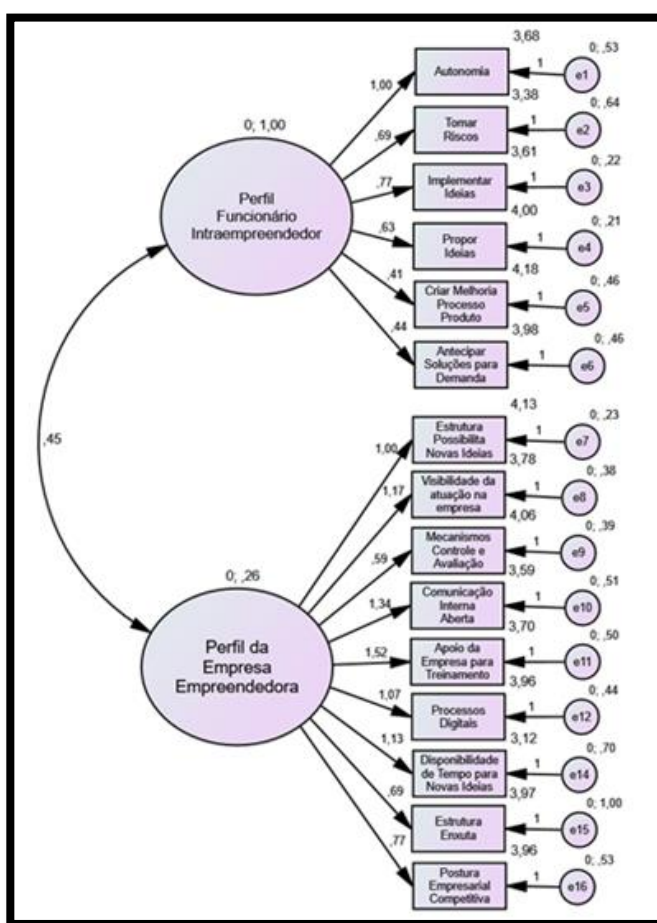 3,68
0; ,53
Autonomia
1
e1
1,00
3,38
0; ,64
0; 1,00
,69
Tomar
Riscos
1
e2
3,61
0; ,22
Perfil
Funcionário
Intraempreendedor
,77
Implementar
Ideias
1
e3
4,00
0; ,21
,63
Propor
Ideias
1
e4
4,18
0; ,46
,41
Criar Melhoria
Processo
Produto
1
e5
3,98
0; ,46
,44
Antecipar
Soluções para
Demanda
1
e6
,45
4,13
0; ,23
1,00
Estrutura
Possibilita
Novas Ideias
1
e7
3,78
0; ,38
1,17
Visibilidade da
atuação na
empresa
1
e8
4,06
0; ,39
,59
Mecanismos
Controle e
Avaliação
1
e9
3,59
0; ,51
0; ,26
1,34
Comunicação
Interna
Aberta
1
e10
3,70
0; ,50
Perfil da
Empresa
Empreendedora
1,52
Apoio da
Empresa para
Treinamento
1
e11
3,96
0; ,44
1,07
Processos
Digitais
1
e12
3,12
0; ,70
1,13
Disponibilidade
de Tempo para
Novas Ideias
1
e14
3,97
0; 1,00
,69
Estrutura
Enxuta
1
e15
3,96
0; ,53
,77
Postura
Empresarial
Competitiva
1
e16